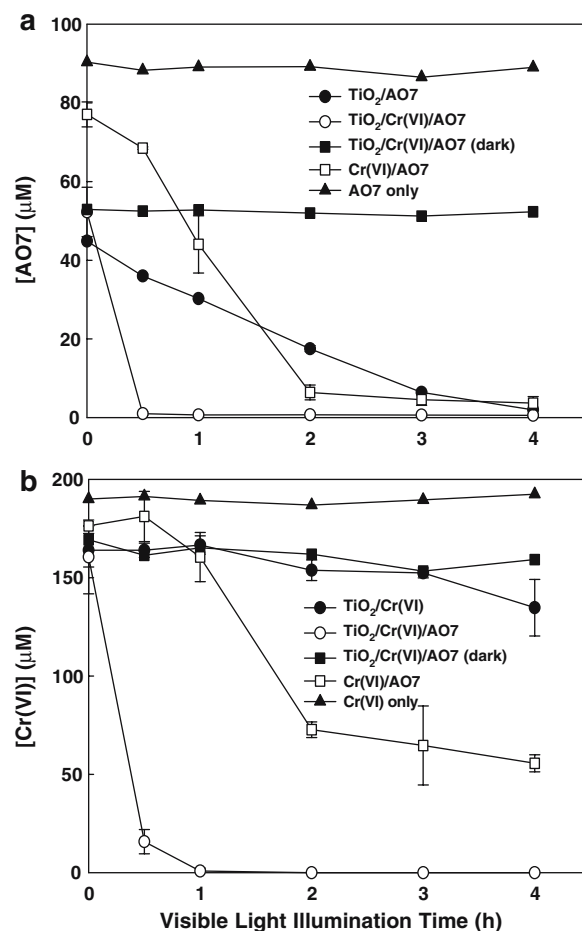 a
100
80
60
40
20
0
[AO7] (μM)
TiO₂/AO7
TiO₂/Cr(VI)/AO7
TiO₂/Cr(VI)/AO7 (dark)
Cr(VI)/AO7
AO7 only
0 1 2 3 4
b
200
150
100
50
0
[Cr(VI)] (μM)
TiO₂/Cr(VI)
TiO₂/Cr(VI)/AO7
TiO₂/Cr(VI)/AO7 (dark)
Cr(VI)/AO7
Cr(VI) only
0 1 2 3 4
Visible Light Illumination Time (h)